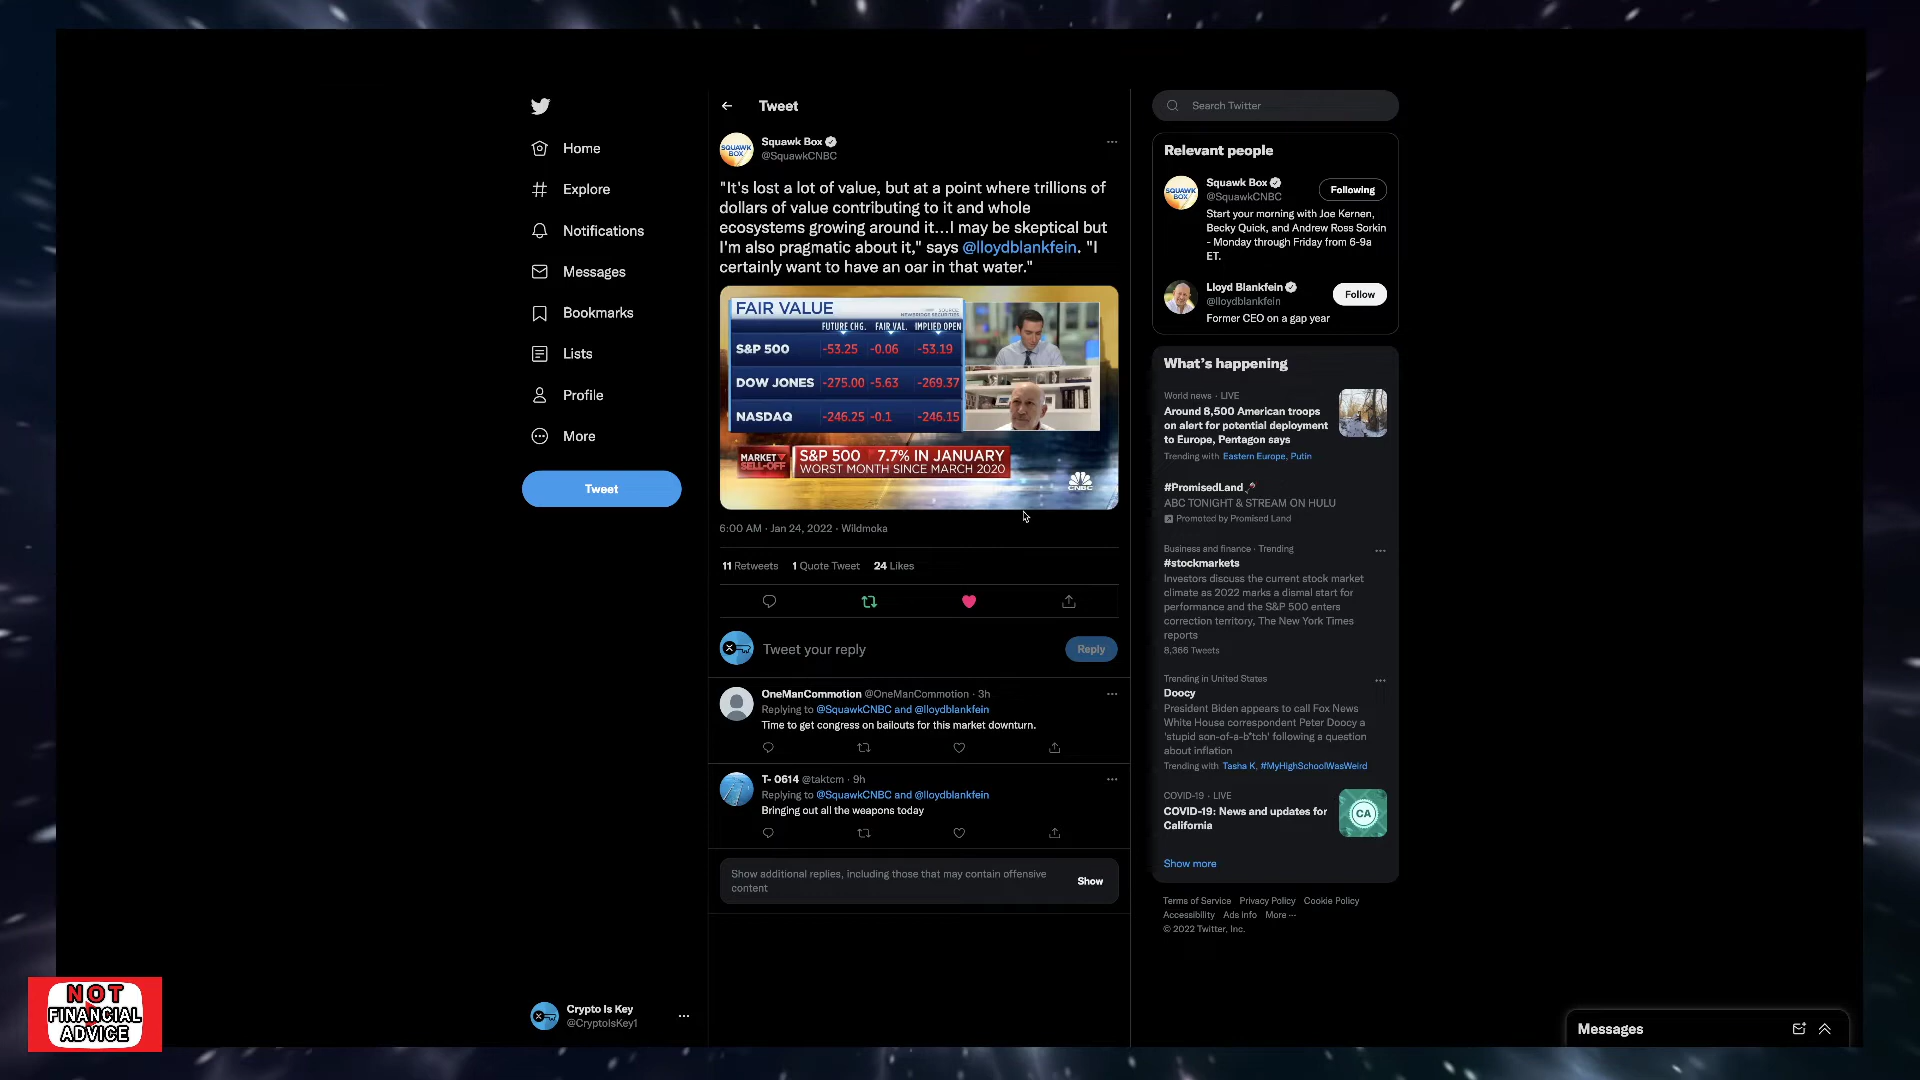 Home
Explore
Notifications
Messages
Bookmarks
Lists
Profile
More
Tweet
Crypto Is Key
@CryptoIsKey1
NOT
FINANCIAL
ADVICE
Tweet
SQUAWK
BOX
Squawk Box
@SquawkCNBC
"It's lost a lot of value, but at a point where trillions of
dollars of value contributing to it and whole
ecosystems growing around it...I may be skeptical but
I'm also pragmatic about it," says @lloydblankfein. "I
certainly want to have an oar in that water."
FAIR VALUE
SOURCE
NEWBRIDGE SECURITIES
FUTURE CHG. FAIR VAL. IMPLIED OPEN
S&P 500 -53.25 -0.06 -53.19
DOW JONES -275.00 -5.63 -269.37
NASDAQ -246.25 -0.1 -246.15
MARKET
SELL-OFF
S&P 500 ▼ 7.7% IN JANUARY
WORST MONTH SINCE MARCH 2020
CNBC
6:00 AM · Jan 24, 2022 · Wildmoka
11 Retweets 1 Quote Tweet 24 Likes
Tweet your reply
Reply
OneManCommotion @OneManCommotion · 3h
Replying to @SquawkCNBC and @lloydblankfein
Time to get congress on bailouts for this market downturn.
T- 0614 @taktcm · 9h
Replying to @SquawkCNBC and @lloydblankfein
Bringing out all the weapons today
Show additional replies, including those that may contain offensive
content
Show
Search Twitter
Relevant people
SQUAWK
BOX
Squawk Box
@SquawkCNBC
Following
Start your morning with Joe Kernen,
Becky Quick, and Andrew Ross Sorkin
- Monday through Friday from 6-9a
ET.
Lloyd Blankfein
@lloydblankfein
Follow
Former CEO on a gap year
What's happening
World news · LIVE
Around 8,500 American troops
on alert for potential deployment
to Europe, Pentagon says
Trending with Eastern Europe, Putin
#PromisedLand
ABC TONIGHT & STREAM ON HULU
Promoted by Promised Land
Business and finance · Trending
#stockmarkets
Investors discuss the current stock market
climate as 2022 marks a dismal start for
performance and the S&P 500 enters
correction territory, The New York Times
reports
8,366 Tweets
Trending in United States
Doocy
President Biden appears to call Fox News
White House correspondent Peter Doocy a
'stupid son-of-a-b*tch' following a question
about inflation
Trending with Tasha K, #MyHighSchoolWasWeird
COVID-19 · LIVE
COVID-19: News and updates for
California
CA
Show more
Terms of Service Privacy Policy Cookie Policy
Accessibility Ads info More ···
© 2022 Twitter, Inc.
Messages